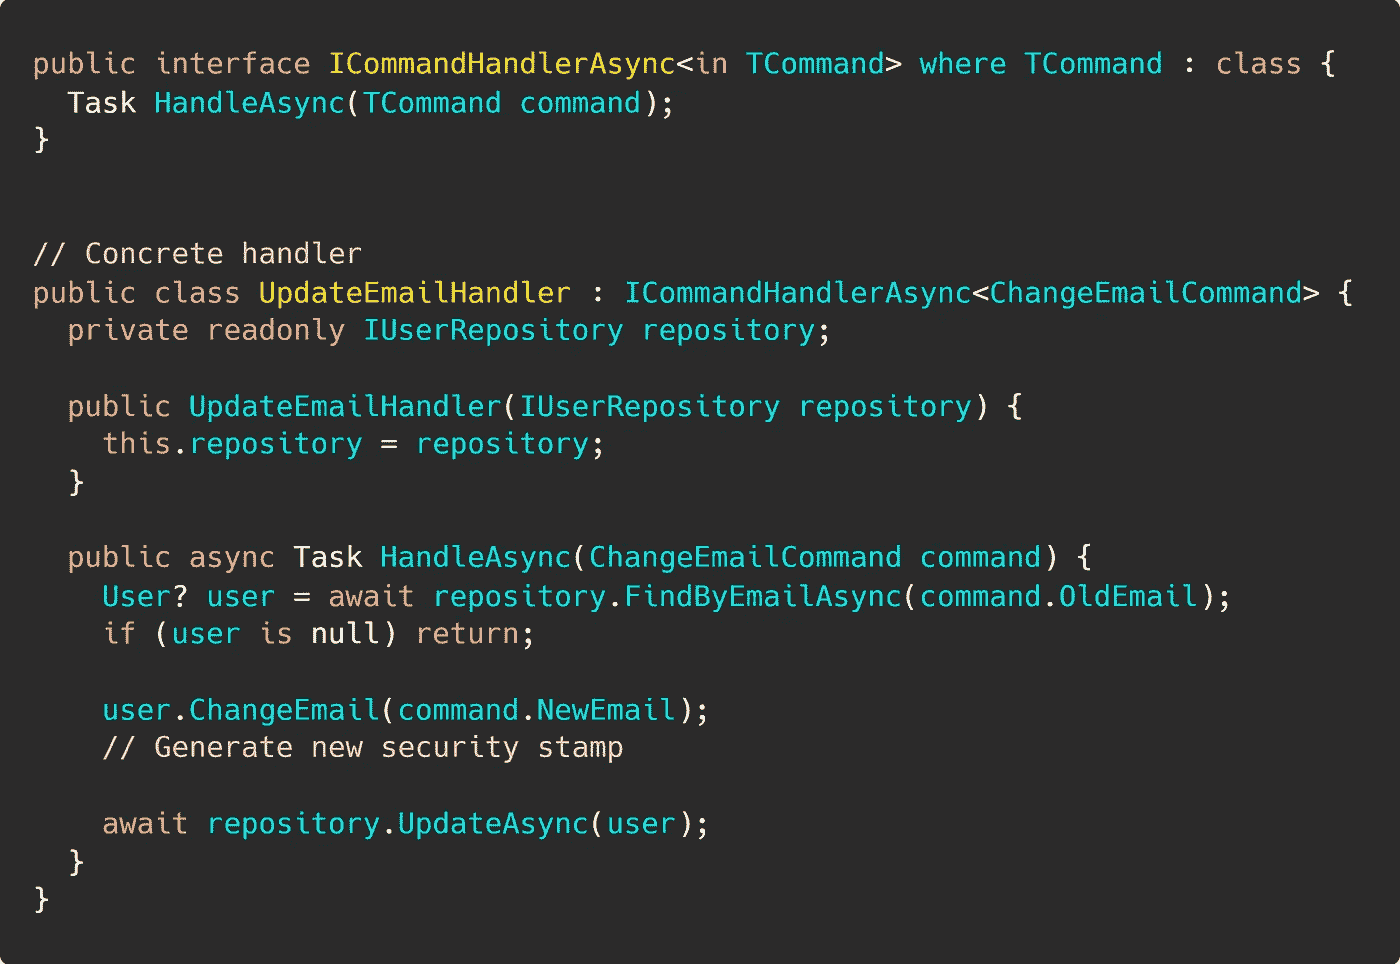 public interface ICommandHandlerAsync<in TCommand> where TCommand : class {
  Task HandleAsync(TCommand command);
}
// Concrete handler
public class UpdateEmailHandler : ICommandHandlerAsync<ChangeEmailCommand> {
  private readonly IUserRepository repository;
  public UpdateEmailHandler(IUserRepository repository) {
    this.repository = repository;
  }
  public async Task HandleAsync(ChangeEmailCommand command) {
    User? user = await repository.FindByEmailAsync(command.OldEmail);
    if (user is null) return;
    user.ChangeEmail(command.NewEmail);
    // Generate new security stamp
    await repository.UpdateAsync(user);
  }
}